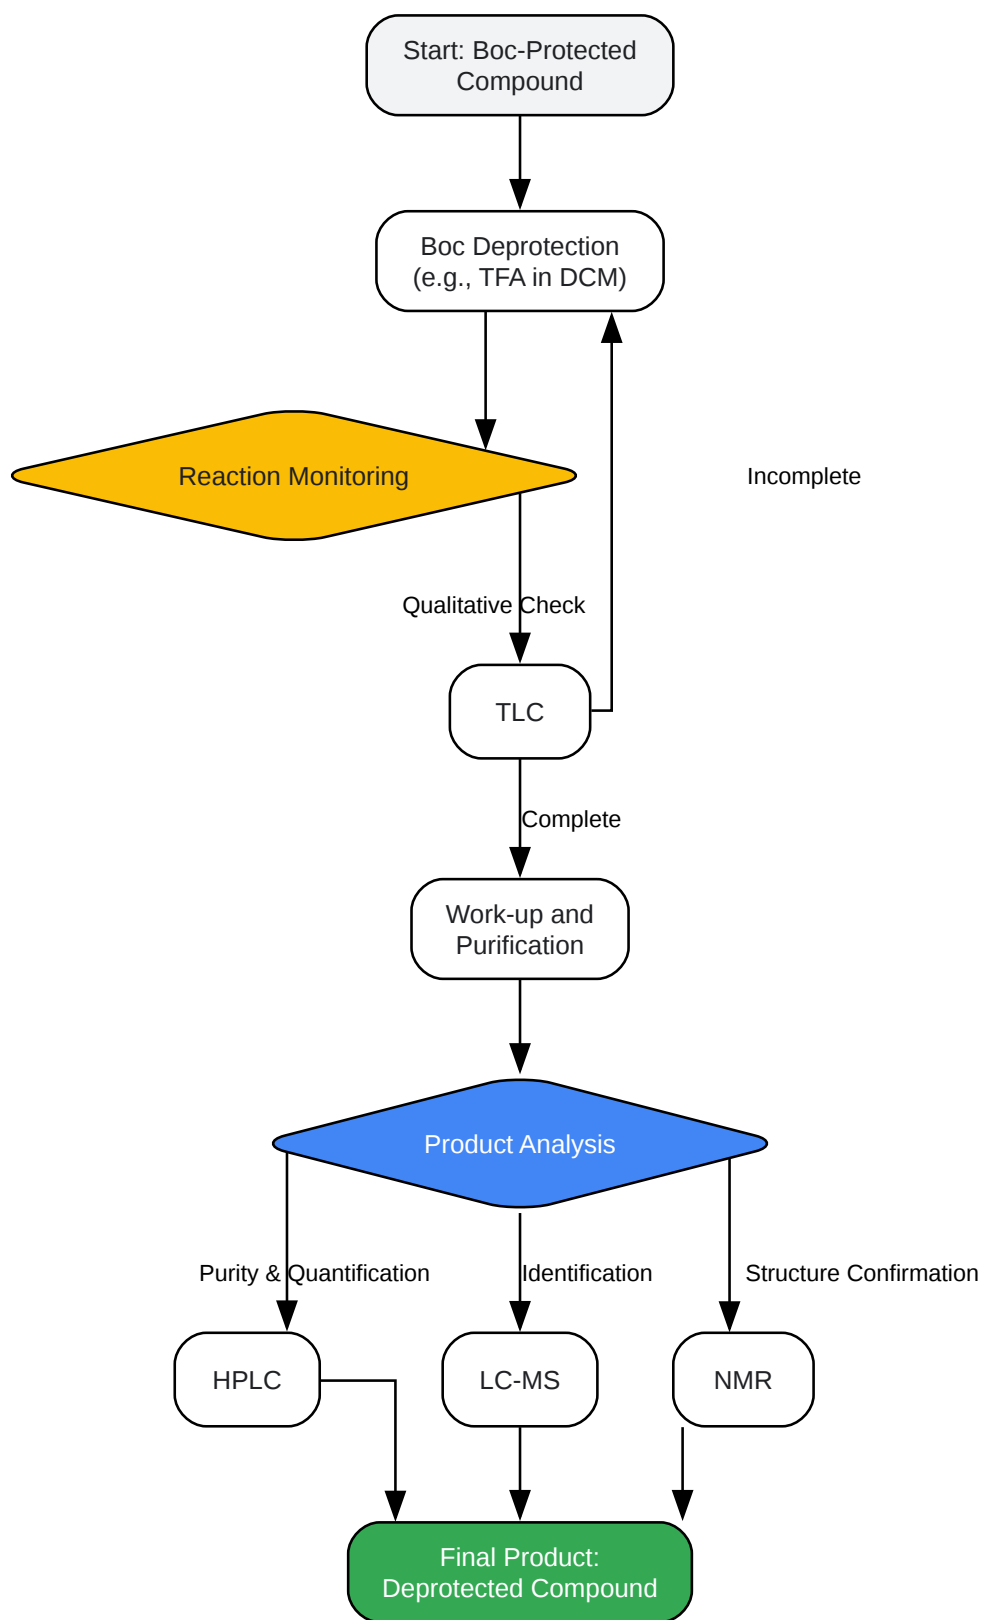 Start: Boc-Protected
Compound
Boc Deprotection
(e.g., TFA in DCM)
Reaction Monitoring
Incomplete
Qualitative Check
TLC
Complete
Work-up and
Purification
Product Analysis
Purity & Quantification
Identification
Structure Confirmation
HPLC
LC-MS
NMR
Final Product:
Deprotected Compound